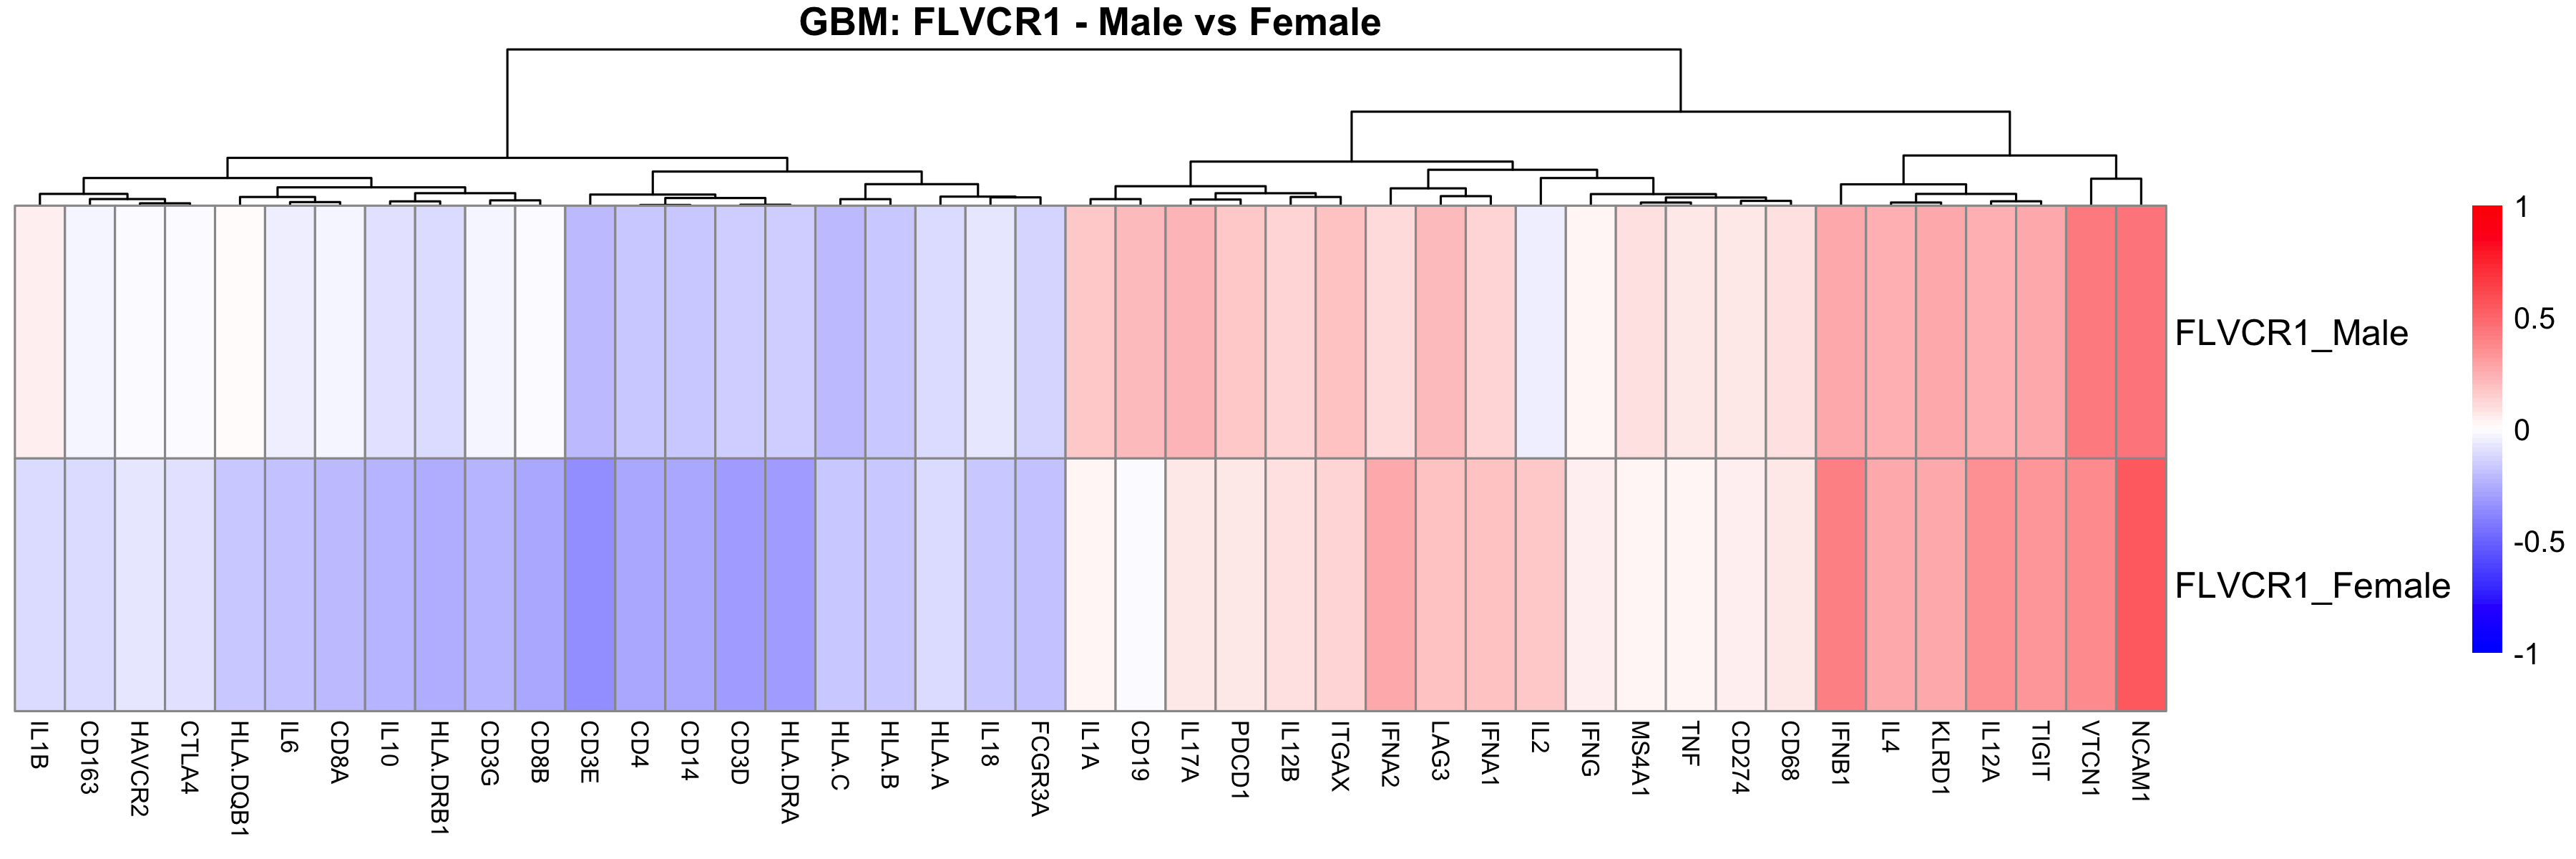 GBM: FLVCR1 - Male vs Female
1
0.5
0
-0.5
-1
FLVCR1_Male
FLVCR1_Female
IL1B
CD163
HAVCR2
CTLA4
HLA.DQB1
IL6
CD8A
IL10
HLA.DRB1
CD3G
CD8B
CD3E
CD4
CD14
CD3D
HLA.DRA
HLA.C
HLA.B
HLA.A
IL18
FCGR3A
IL1A
CD19
IL17A
PDCD1
IL12B
ITGAX
IFNA2
LAG3
IFNA1
IL2
IFNG
MS4A1
TNF
CD274
CD68
IFNB1
IL4
KLRD1
IL12A
TIGIT
VTCN1
NCAM1